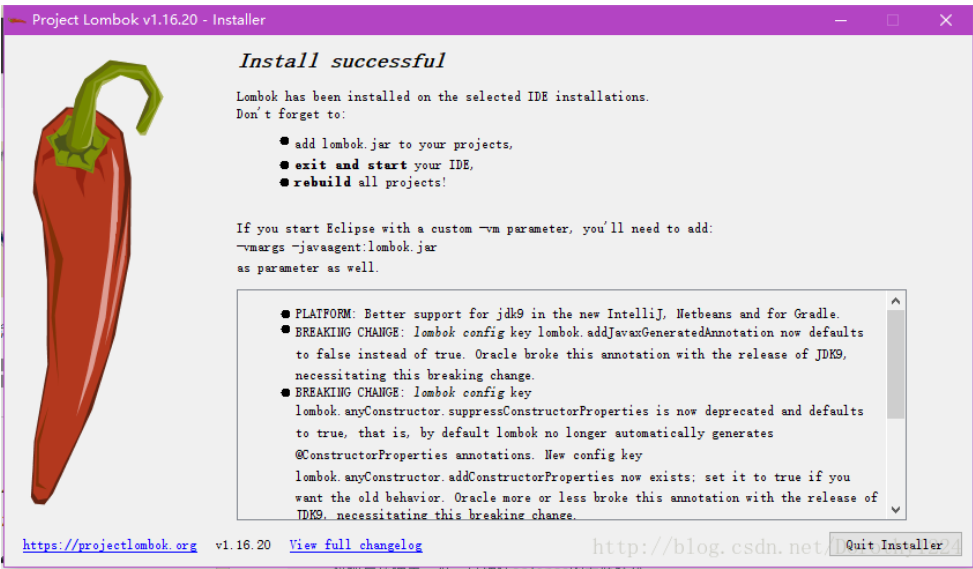 Project Lombok v1.16.20 - Installer
Install successful
Lombok has been installed on the selected IDE installations.
Don't forget to:
add lombok.jar to your projects,
exit and start your IDE,
rebuild all projects!
If you start Eclipse with a custom -vm parameter, you'll need to add:
-vmargs -javaagent:lombok.jar
as parameter as well.
PLATFORM: Better support for jdk9 in the new IntelliJ, Netbeans and for Gradle.
BREAKING CHANGE: lombok config key lombok.addJavaxGeneratedAnnotation now defaults
to false instead of true. Oracle broke this annotation with the release of JDK9,
necessitating this breaking change.
BREAKING CHANGE: lombok config key
lombok.anyConstructor.suppressConstructorProperties is now deprecated and defaults
to true, that is, by default lombok no longer automatically generates
@ConstructorProperties annotations. New config key
lombok.anyConstructor.addConstructorProperties now exists; set it to true if you
want the old behavior. Oracle more or less broke this annotation with the release of
JDK9, necessitating this breaking change.
https://projectlombok.org v1.16.20 View full changelog http://blog.csdn.net/ Quit Installer